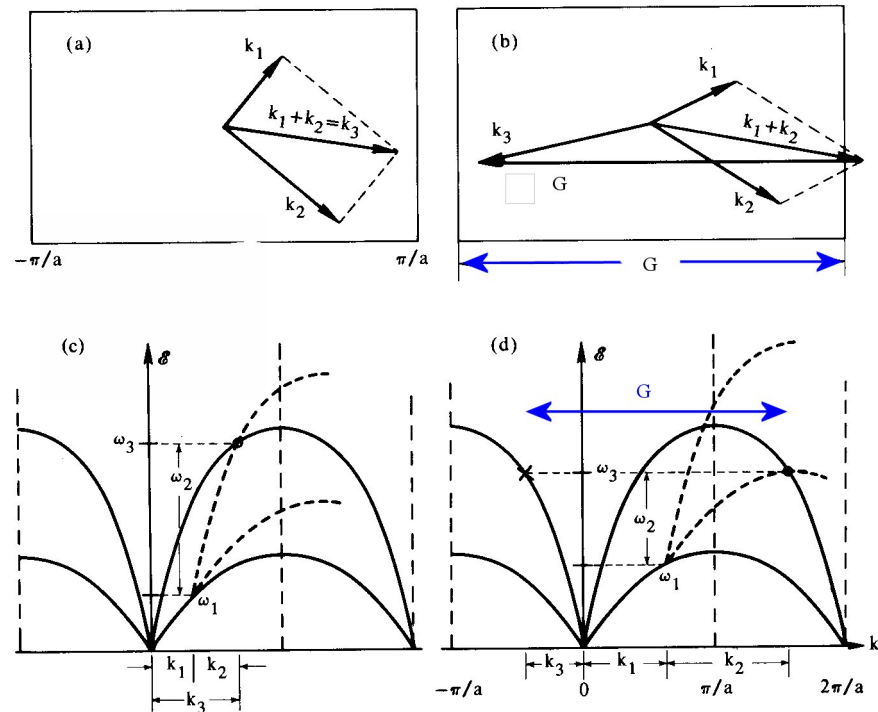 (a)
k1
k1+k2=k3
k2
−π/a
π/a
(b)
k1
k3
k1+k2
G
k2
G
(c)
ℰ
ω3
ω2
ω1
k1
k2
k3
(d)
ℰ
G
ω3
ω2
ω1
k
k3
k1
k2
−π/a
0
π/a
2π/a